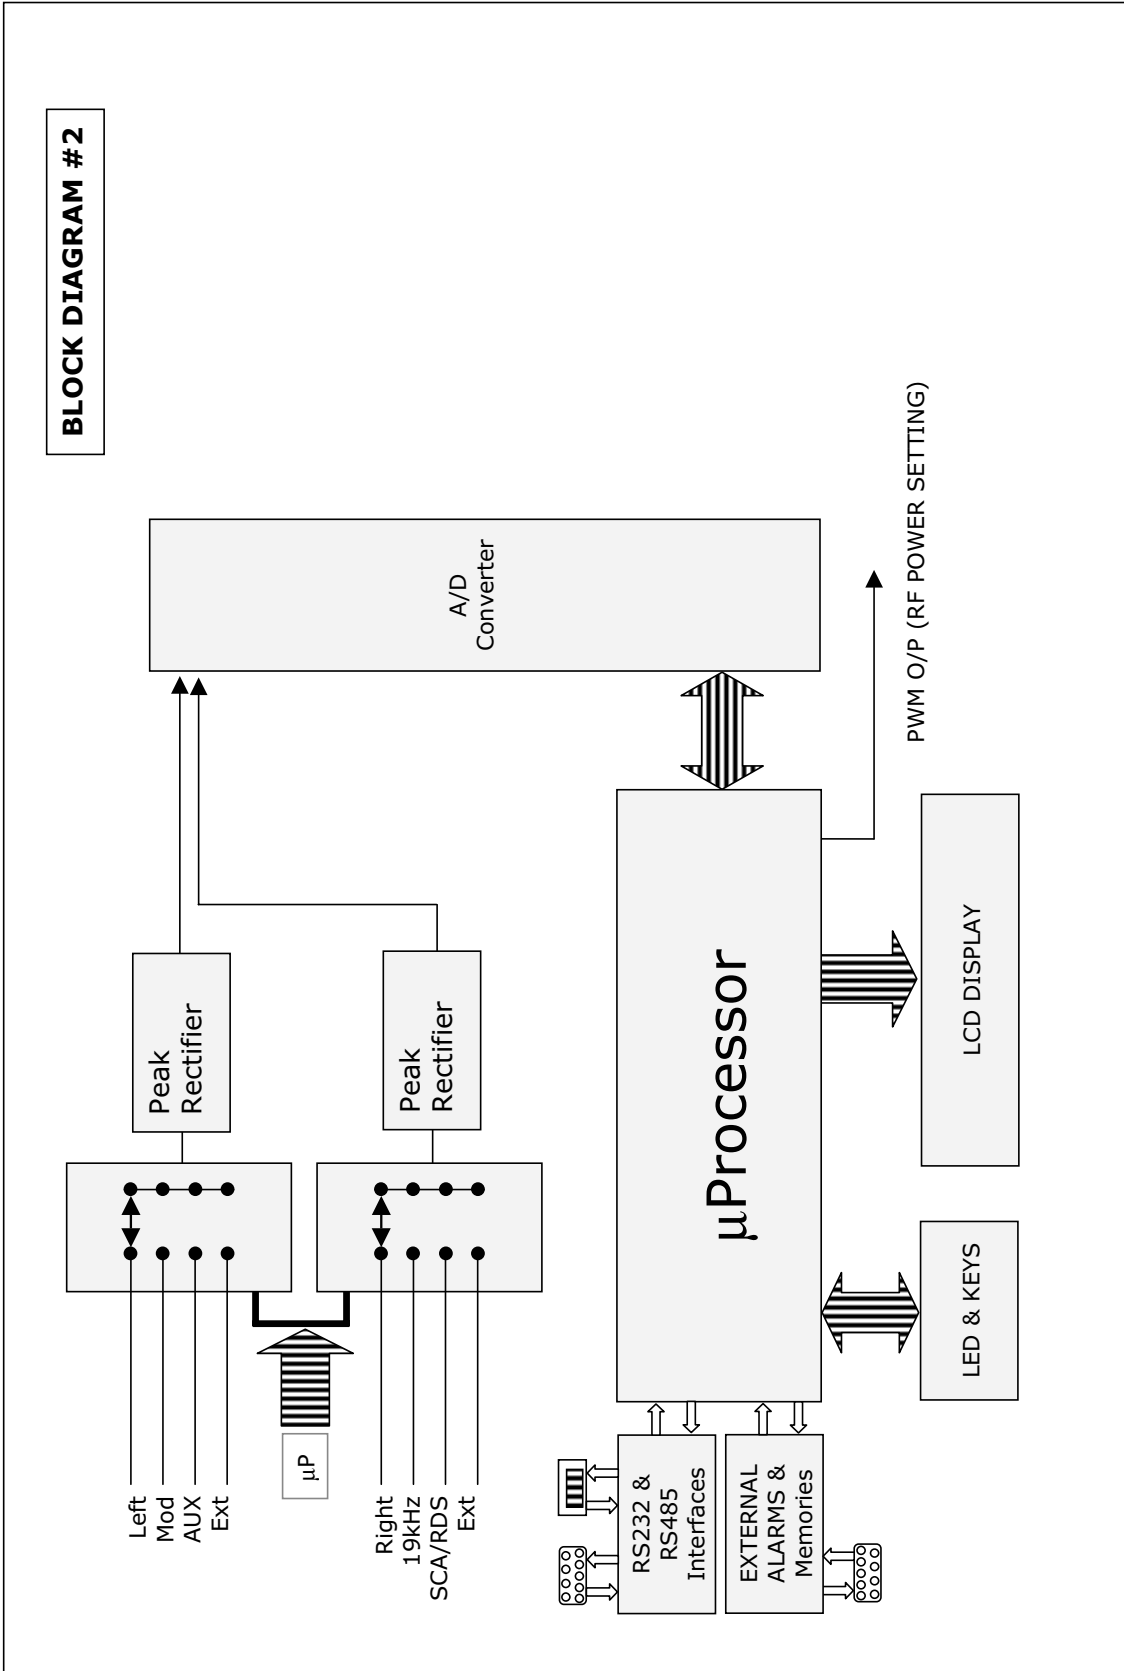 BLOCK DIAGRAM #2
Left
Mod
AUX
Ext
µP
Right
19kHz
SCA/RDS
Ext
Peak
Rectifier
Peak
Rectifier
A/D
Converter
µProcessor
RS232 &
RS485
Interfaces
EXTERNAL
ALARMS &
Memories
LED & KEYS
LCD DISPLAY
PWM O/P (RF POWER SETTING)